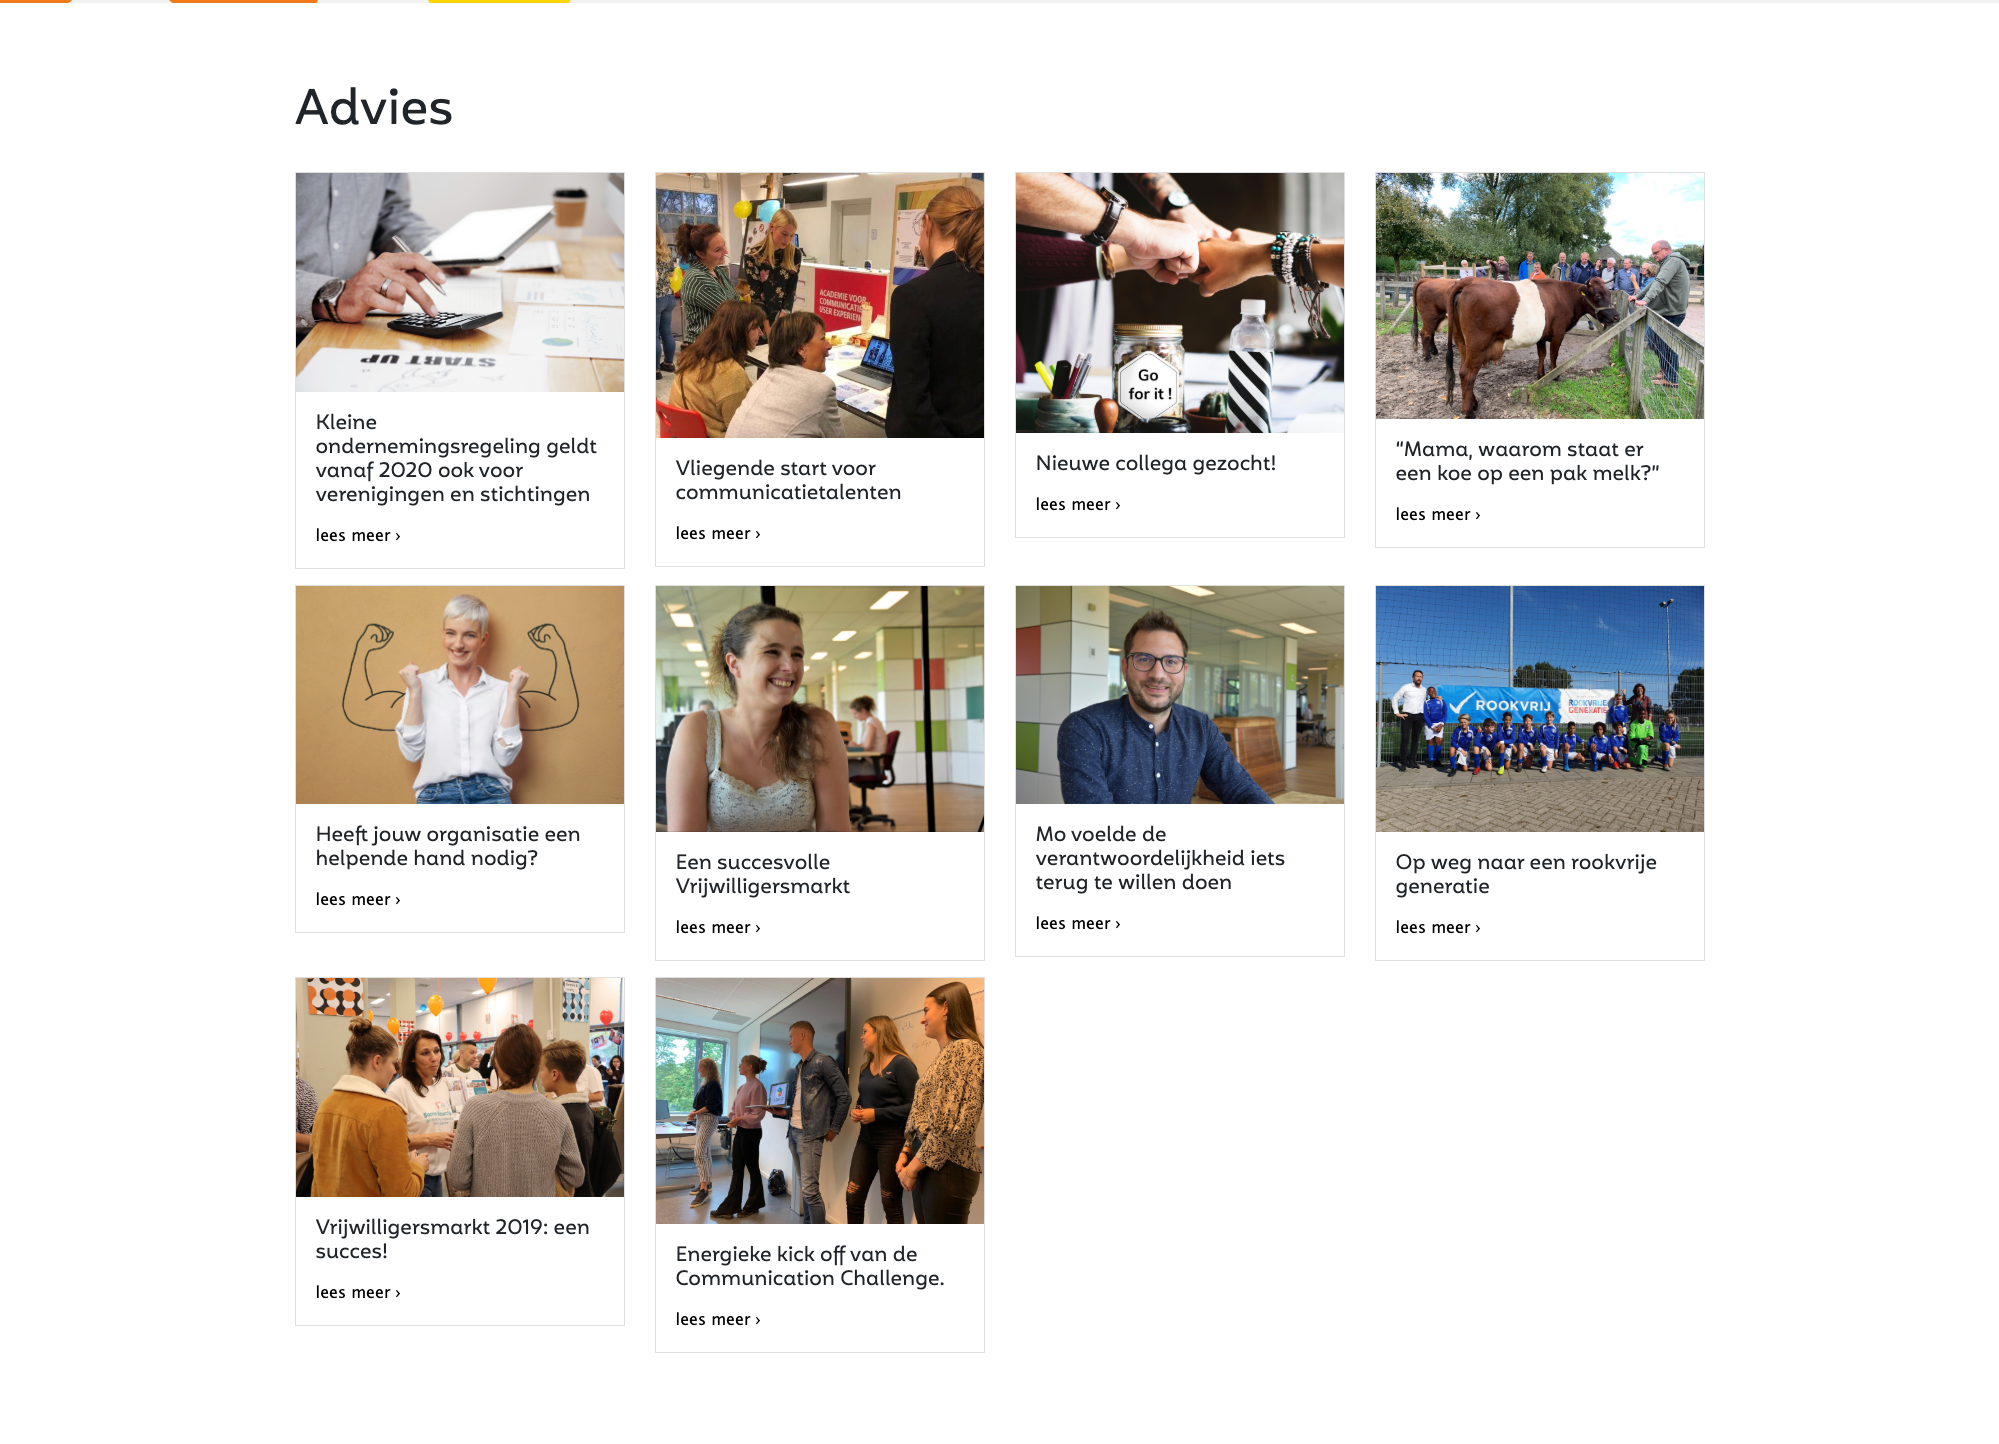 Advies
START UP
Kleine
ondernemingsregeling geldt
vanaf 2020 ook voor
verenigingen en stichtingen
lees meer ›
ACADEMIE VOOR
COMMUNICATIE
USER EXPERIENCE
Vliegende start voor
communicatietalenten
lees meer ›
Go
for it !
Nieuwe collega gezocht!
lees meer ›
“Mama, waarom staat er
een koe op een pak melk?”
lees meer ›
Heeft jouw organisatie een
helpende hand nodig?
lees meer ›
Een succesvolle
Vrijwilligersmarkt
lees meer ›
Mo voelde de
verantwoordelijkheid iets
terug te willen doen
lees meer ›
ROOKVRIJ
ROOKVRIJE
GENERATIE
Op weg naar een rookvrije
generatie
lees meer ›
Vrijwilligersmarkt 2019: een
succes!
lees meer ›
Energieke kick off van de
Communication Challenge.
lees meer ›